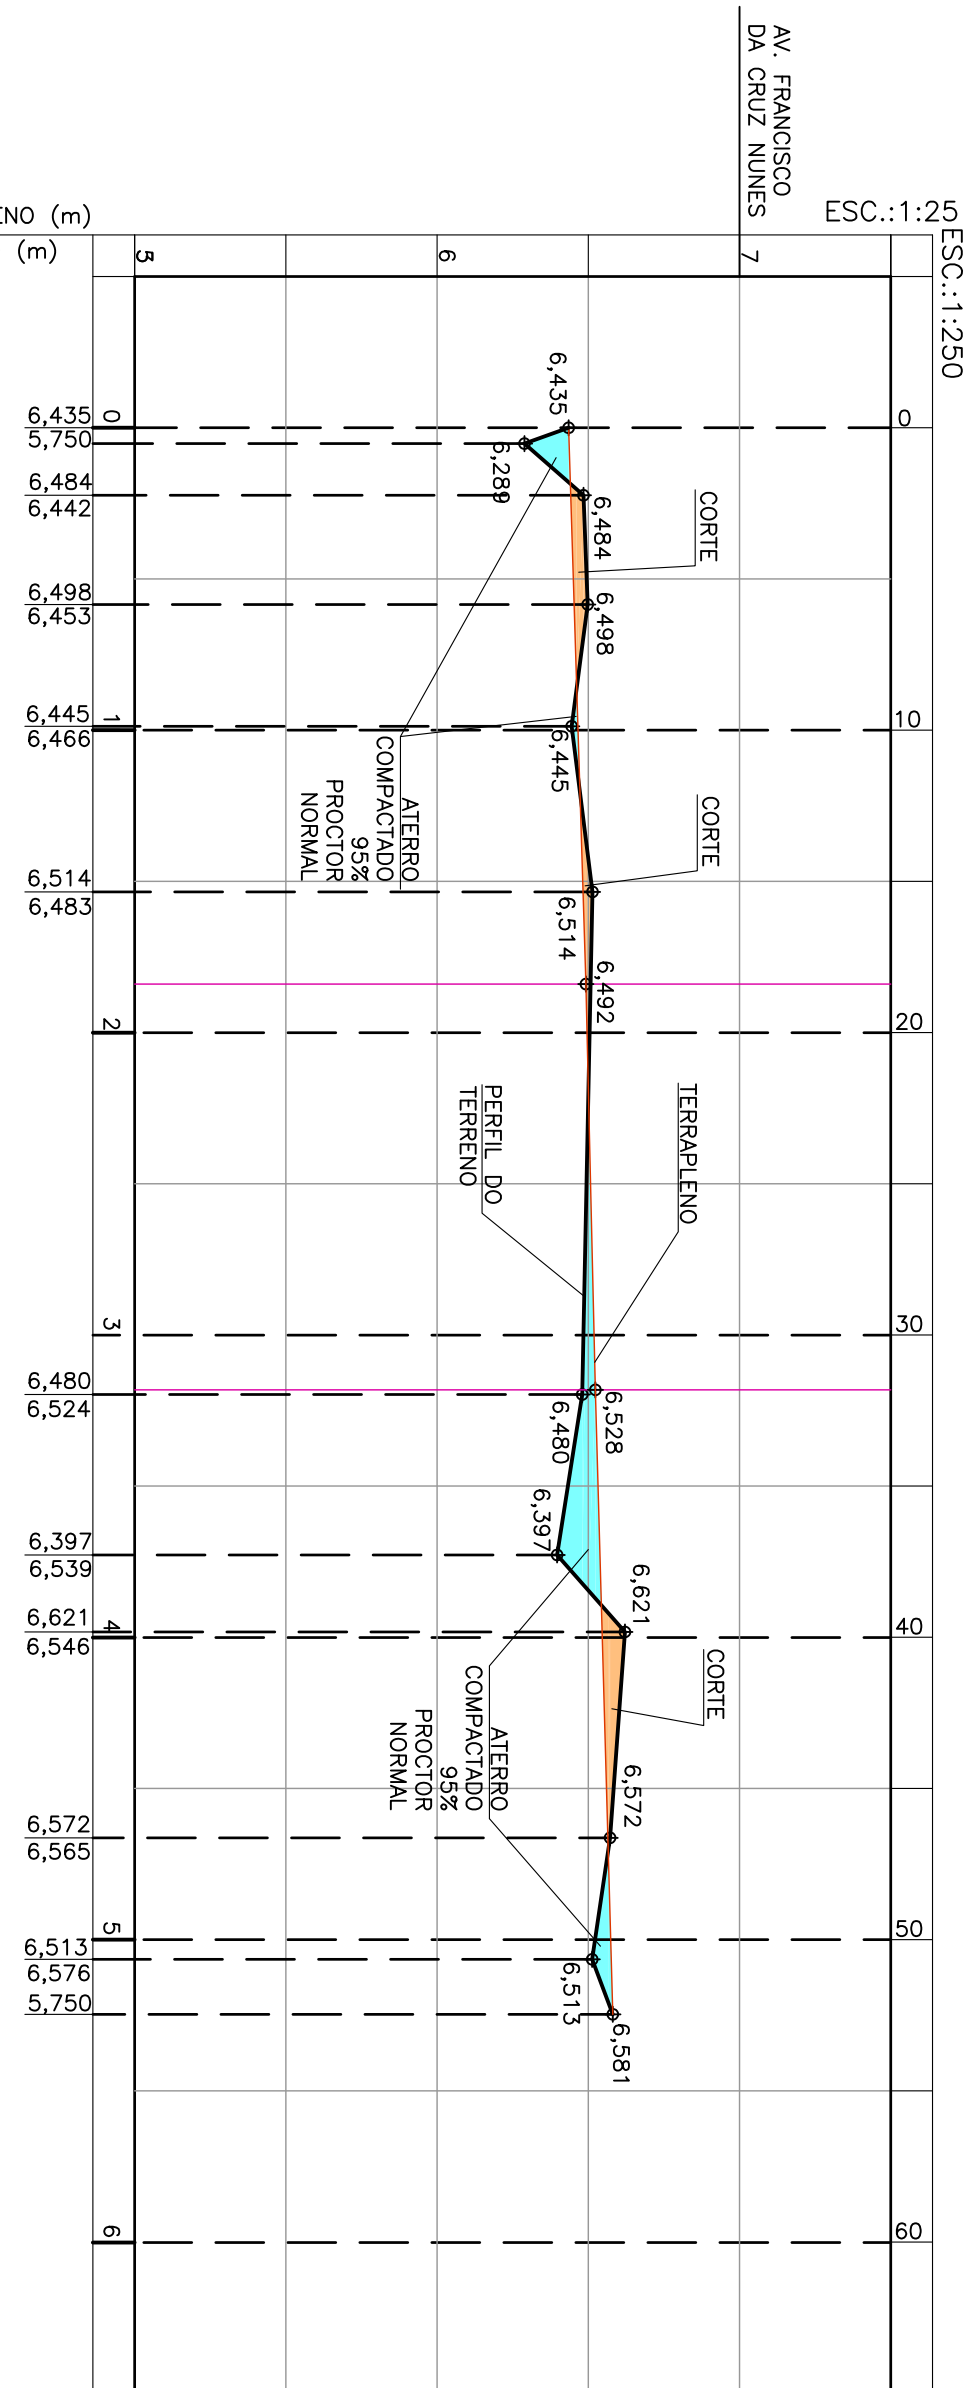 AV. FRANCISCO
DA CRUZ NUNES
ESC.:1:25
ESC.:1:250
ENO (m)
(m)
5
6
7
0
10
20
30
40
50
60
6,435
6,289
6,484
6,498
6,445
6,514
6,492
6,528
6,480
6,397
6,621
6,572
6,513
6,581
CORTE
CORTE
CORTE
ATERRO
COMPACTADO
95%
PROCTOR
NORMAL
PERFIL DO
TERRENO
TERRAPLENO
ATERRO
COMPACTADO
95%
PROCTOR
NORMAL
0
1
2
3
4
5
6
6,435
5,750
6,484
6,442
6,498
6,453
6,445
6,466
6,514
6,483
6,480
6,524
6,397
6,539
6,621
6,546
6,572
6,565
6,513
6,576
5,750